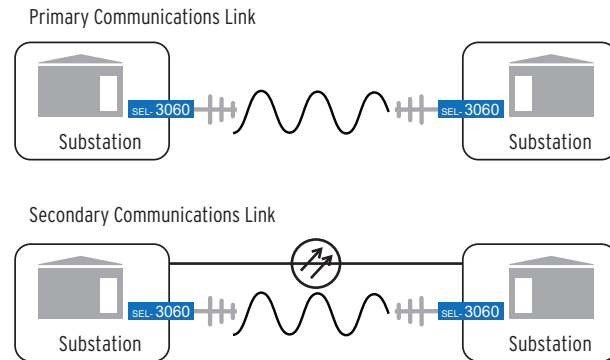 Primary Communications Link
SEL-3060
SEL-3060
Substation
Substation
Secondary Communications Link
SEL-3060
SEL-3060
Substation
Substation